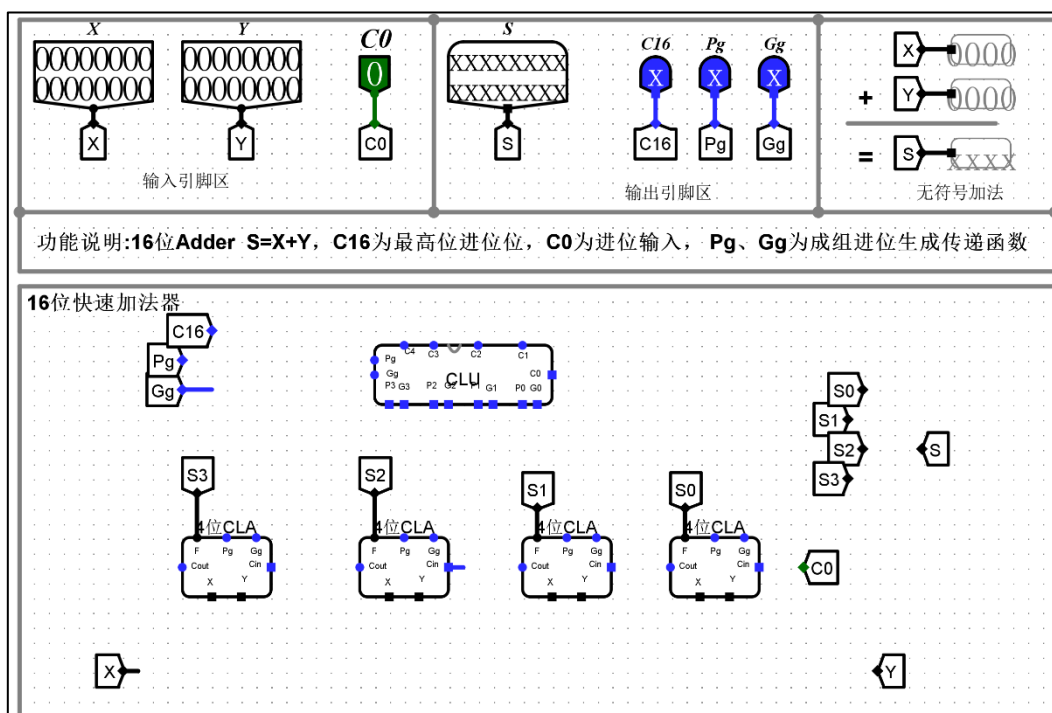 X Y C0
00000000 00000000 0
00000000 00000000
X Y C0
输入引脚区
S C16 Pg Gg
XXXXXXXX X X X
XXXXXXXX
S C16 Pg Gg
输出引脚区
X 0000
+ Y 0000
= S XXXX
无符号加法
功能说明:16位Adder S=X+Y，C16为最高位进位位，C0为进位输入， Pg、Gg为成组进位生成传递函数
16位快速加法器
C16
Pg
Gg
C4 C3 C2 C1
Pg
Gg CLU C0
P3 G3 P2 G2 P1 G1 P0 G0
S0
S1
S2
S3
S
S3 S2 S1 S0
4位CLA 4位CLA 4位CLA 4位CLA
F Pg Gg F Pg Gg F Pg Gg F Pg Gg
Cout Cin Cout Cin Cout Cin Cout Cin
X Y X Y X Y X Y
C0
X Y